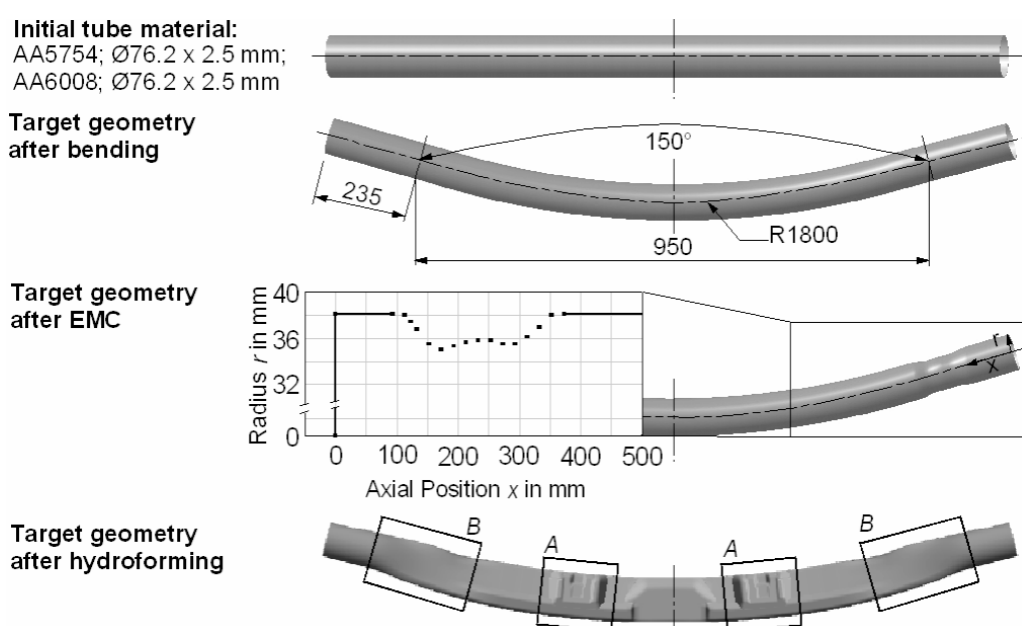 Initial tube material:
AA5754; Ø76.2 x 2.5 mm;
AA6008; Ø76.2 x 2.5 mm
Target geometry
after bending
150°
235
R1800
950
Target geometry
after EMC
Radius r in mm
40
36
32
0
0 100 200 300 400 500
Axial Position x in mm
r
x
Target geometry
after hydroforming
B
A
A
B